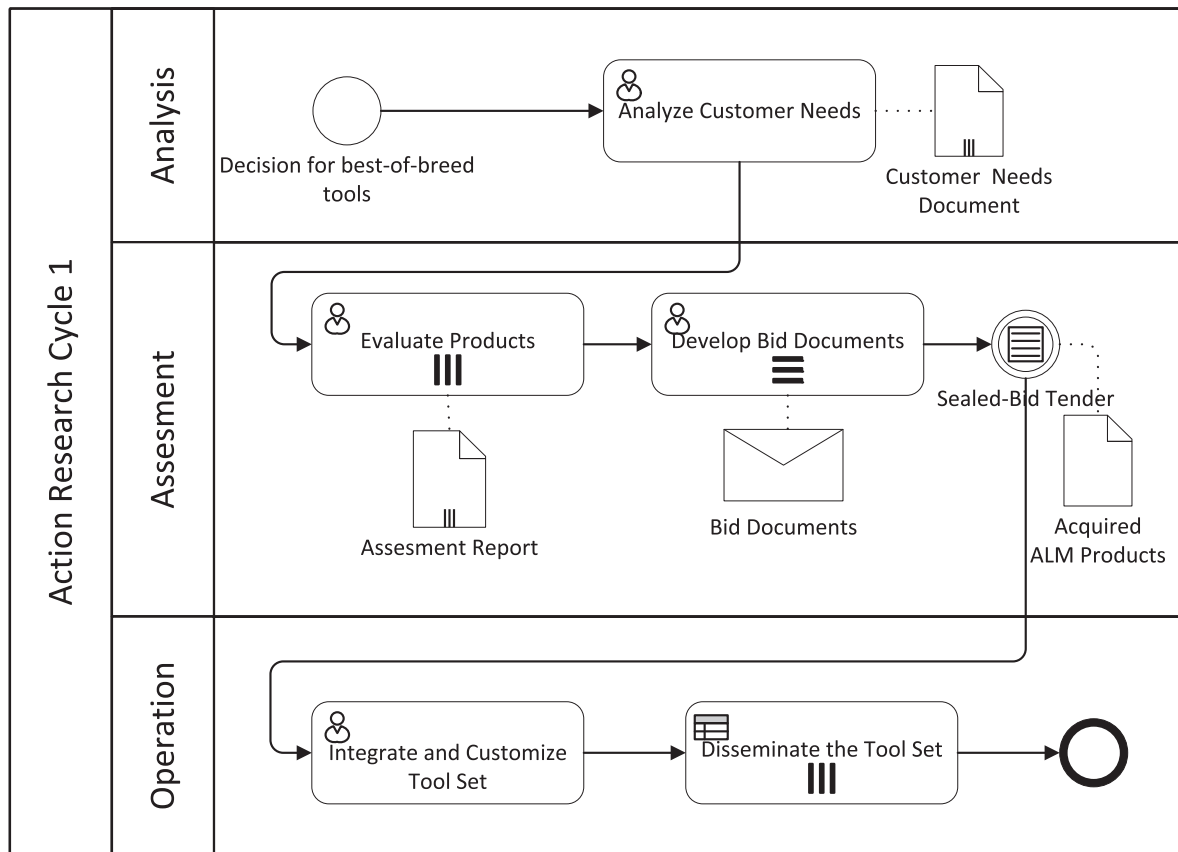 Action Research Cycle 1
Analysis
Decision for best-of-breed
tools
Analyze Customer Needs
Customer Needs
Document
Assesment
Evaluate Products
Assesment Report
Develop Bid Documents
Bid Documents
Sealed-Bid Tender
Acquired
ALM Products
Operation
Integrate and Customize
Tool Set
Disseminate the Tool Set